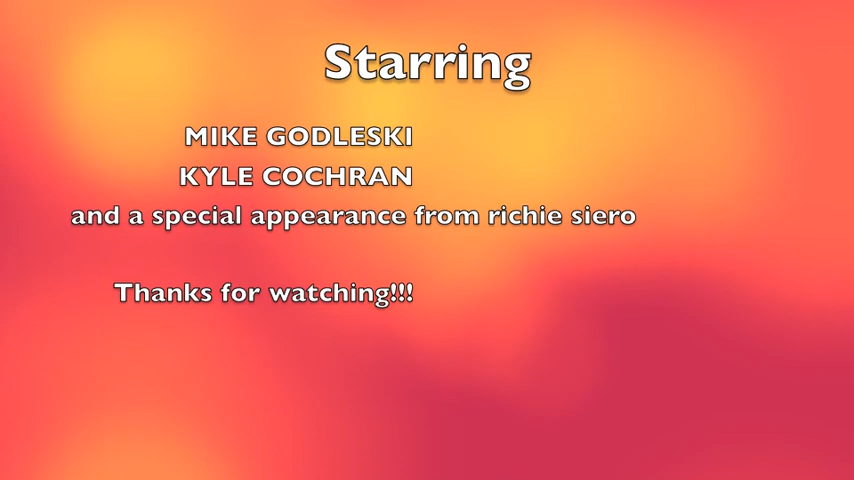 Starring
MIKE GODLESKI
KYLE COCHRAN
and a special appearance from richie siero
Thanks for watching!!!